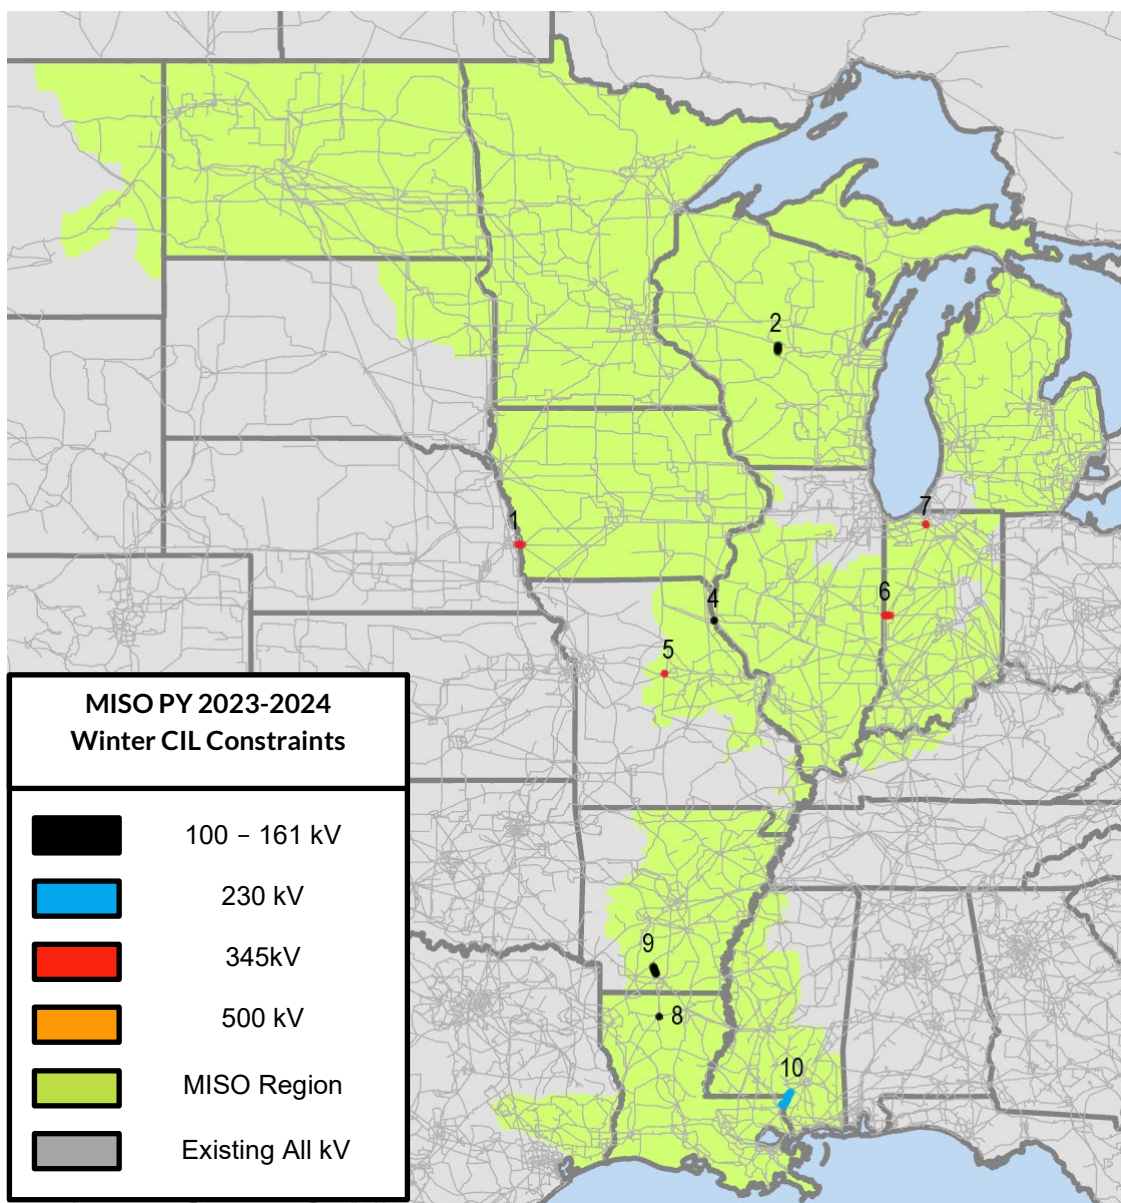 2
1
7
4
6
5
MISO PY 2023-2024
Winter CIL Constraints
100 – 161 kV
230 kV
345kV
500 kV
MISO Region
Existing All kV
9
8
10